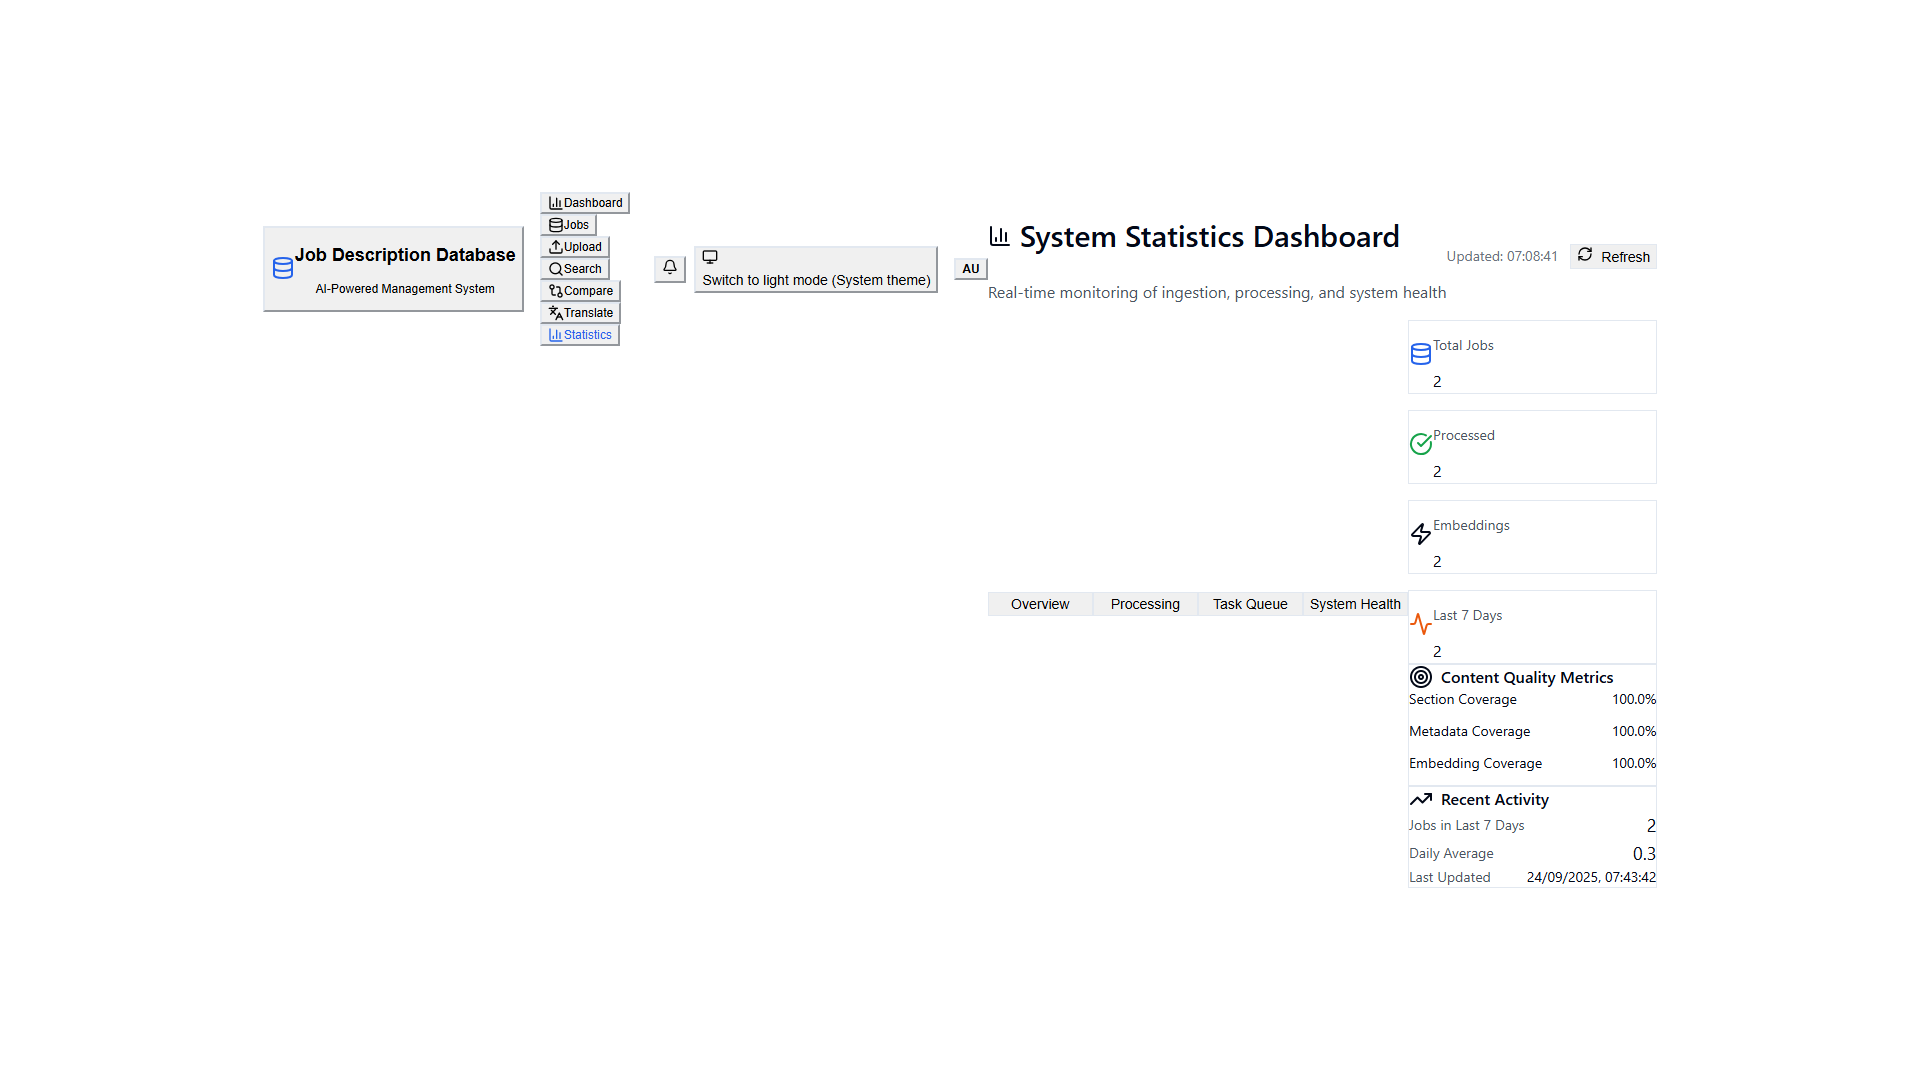 Job Description Database
AI-Powered Management System
Dashboard
Jobs
Upload
Search
Compare
Translate
Statistics
Switch to light mode (System theme)
AU
System Statistics Dashboard
Real-time monitoring of ingestion, processing, and system health
Updated: 07:08:41
Refresh
Overview
Processing
Task Queue
System Health
Total Jobs
2
Processed
2
Embeddings
2
Last 7 Days
2
Content Quality Metrics
Section Coverage 100.0%
Metadata Coverage 100.0%
Embedding Coverage 100.0%
Recent Activity
Jobs in Last 7 Days 2
Daily Average 0.3
Last Updated 24/09/2025, 07:43:42